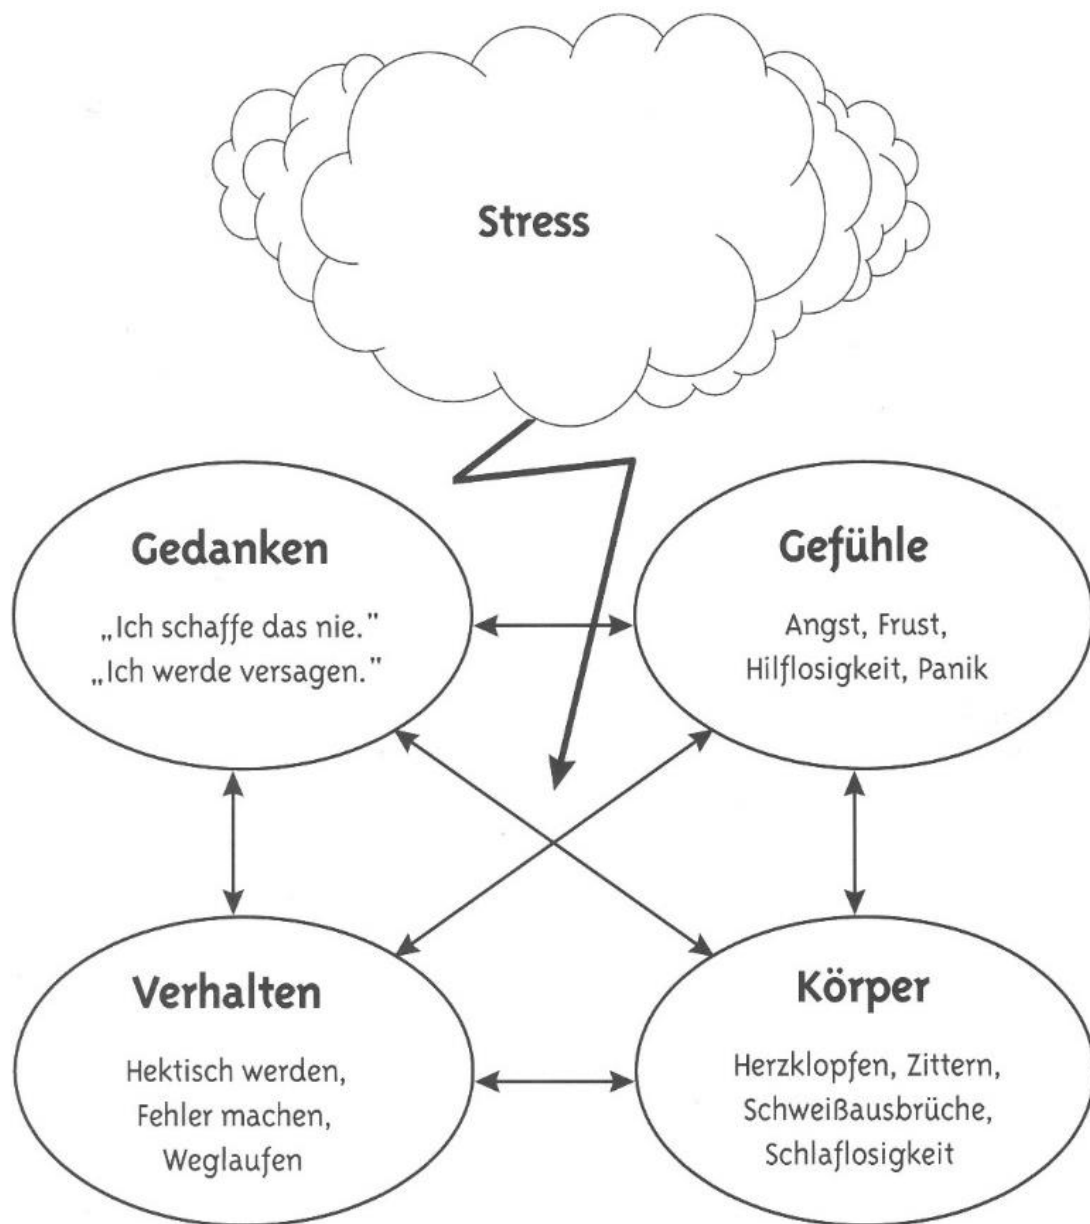 Stress
Gedanken
„Ich schaffe das nie.”
„Ich werde versagen.”
Gefühle
Angst, Frust,
Hilflosigkeit, Panik
Verhalten
Hektisch werden,
Fehler machen,
Weglaufen
Körper
Herzklopfen, Zittern,
Schweißausbrüche,
Schlaflosigkeit